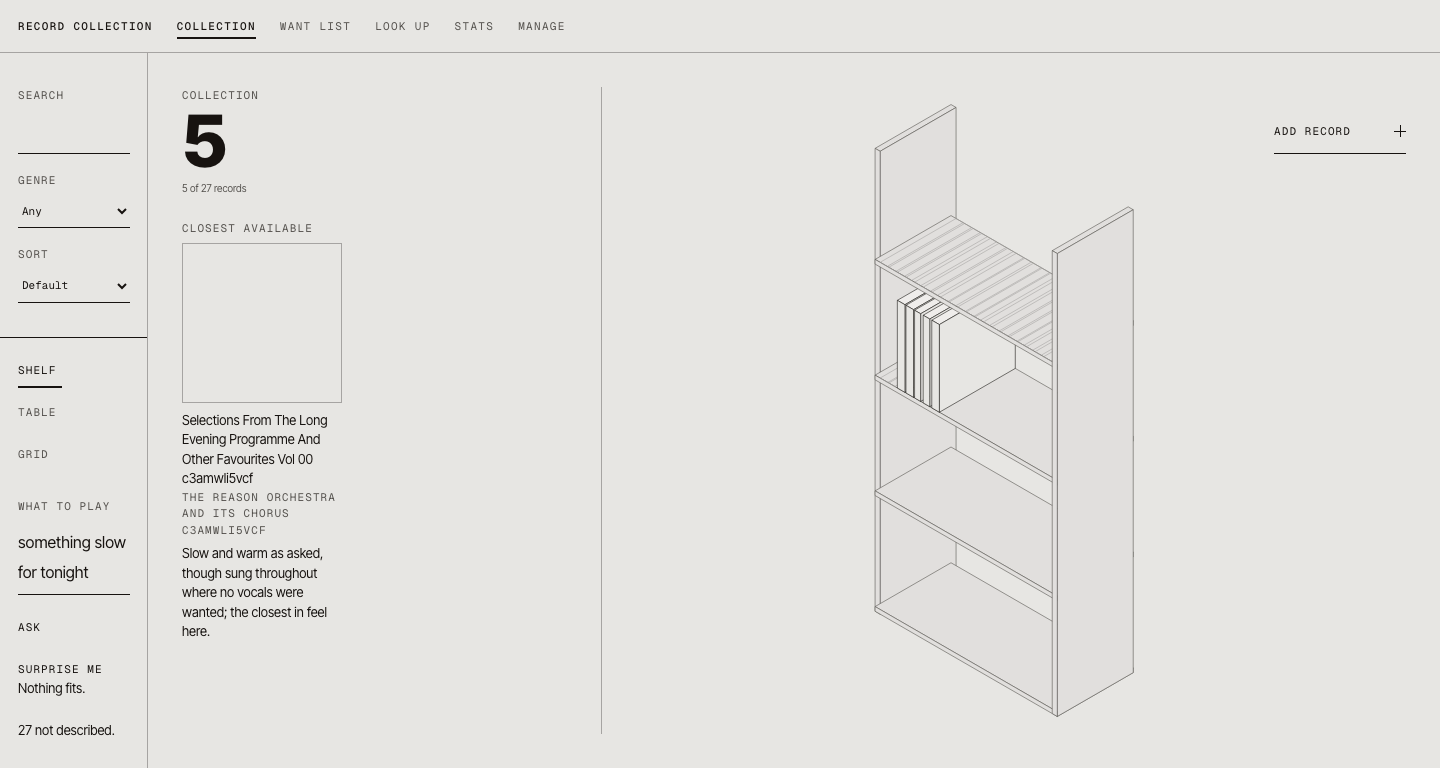 RECORD COLLECTION
COLLECTION
WANT LIST
LOOK UP
STATS
MANAGE
SEARCH
GENRE
Any
SORT
Default
SHELF
TABLE
GRID
WHAT TO PLAY
something slow
for tonight
ASK
SURPRISE ME
Nothing fits.
27 not described.
COLLECTION
5
5 of 27 records
CLOSEST AVAILABLE
Selections From The Long
Evening Programme And
Other Favourites Vol 00
c3amwli5vcf
THE REASON ORCHESTRA
AND ITS CHORUS
C3AMWLI5VCF
Slow and warm as asked,
though sung throughout
where no vocals were
wanted; the closest in feel
here.
ADD RECORD